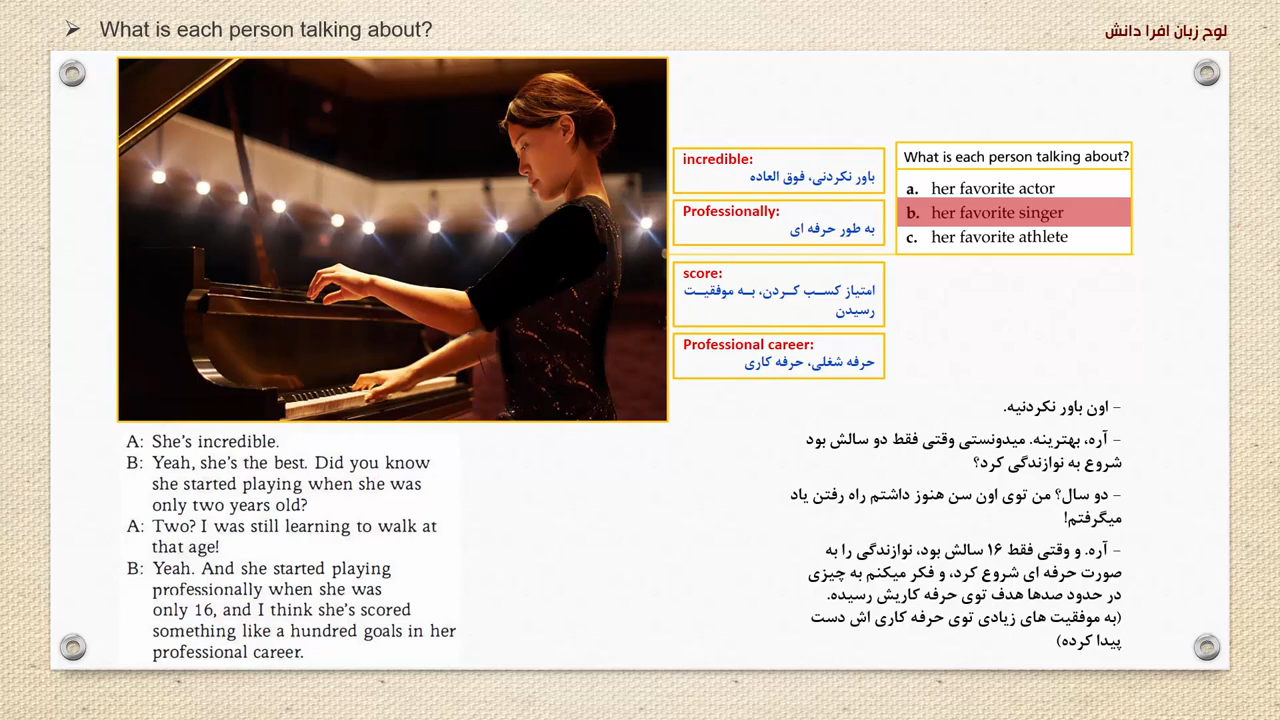 ➢ What is each person talking about?
لوح زبان افرا دانش
incredible:
باور نکردنی، فوق العاده
Professionally:
به طور حرفه ای
score:
امتیاز کسب کردن، به موفقیت
رسیدن
Professional career:
حرفه شغلی، حرفه کاری
What is each person talking about?
a. her favorite actor
b. her favorite singer
c. her favorite athlete
A: She's incredible.
B: Yeah, she's the best. Did you know
she started playing when she was
only two years old?
A: Two? I was still learning to walk at
that age!
B: Yeah. And she started playing
professionally when she was
only 16, and I think she's scored
something like a hundred goals in her
professional career.
– اون باور نکردنیه.
– آره، بهترینه. میدونستی وقتی فقط دو سالش بود
شروع به نوازندگی کرد؟
– دو سال؟ من توی اون سن هنوز داشتم راه رفتن یاد
میگرفتم!
– آره. و وقتی فقط ۱۶ سالش بود، نوازندگی را به
صورت حرفه ای شروع کرد، و فکر میکنم به چیزی
در حدود صدها هدف توی حرفه کاریش رسیده.
(به موفقیت های زیادی توی حرفه کاری اش دست
پیدا کرده)